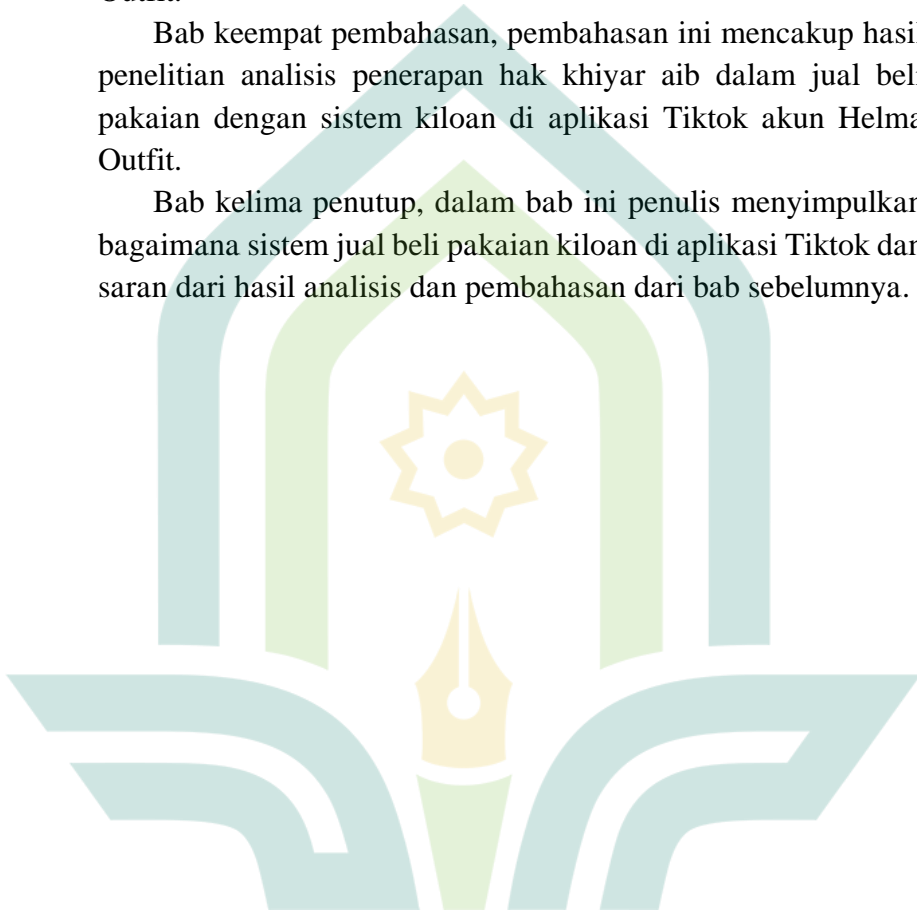 Outfit.
Bab keempat pembahasan, pembahasan ini mencakup hasil
penelitian analisis penerapan hak khiyar aib dalam jual beli
pakaian dengan sistem kiloan di aplikasi Tiktok akun Helma
Outfit.
Bab kelima penutup, dalam bab ini penulis menyimpulkan
bagaimana sistem jual beli pakaian kiloan di aplikasi Tiktok dan
saran dari hasil analisis dan pembahasan dari bab sebelumnya.